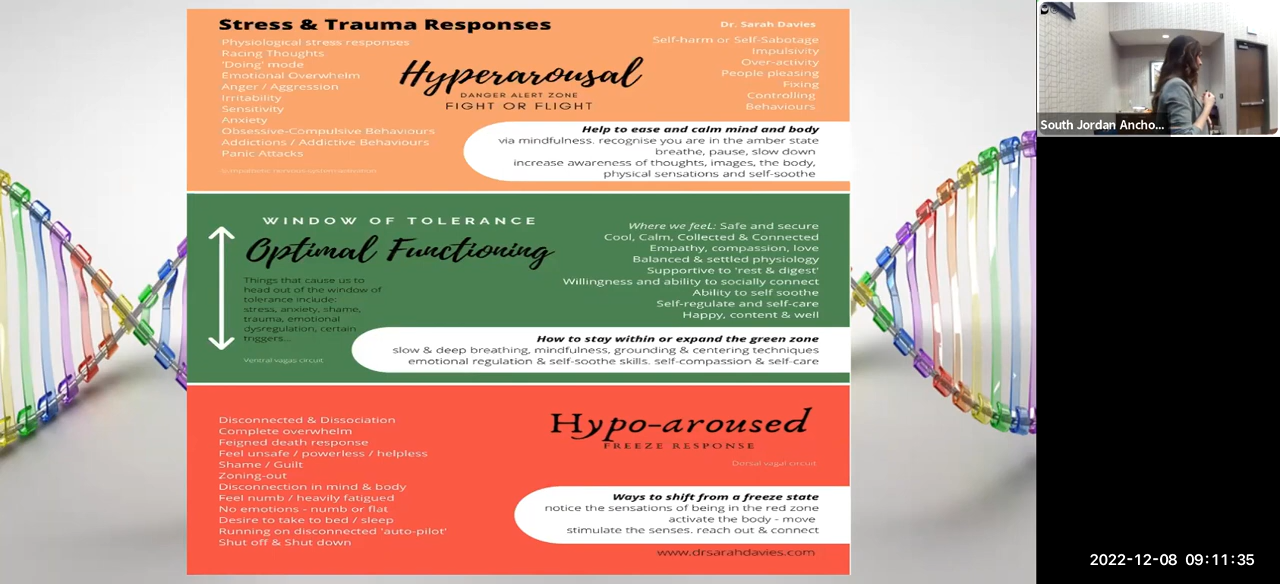 Stress & Trauma Responses
Dr. Sarah Davies
Physiological stress responses
Racing Thoughts
'Doing' mode
Emotional Overwhelm
Anger / Aggression
Irritability
Sensitivity
Anxiety
Obsessive-Compulsive Behaviours
Addictions / Addictive Behaviours
Panic Attacks
Sympathetic nervous system activation
Hyperarousal
DANGER ALERT ZONE
FIGHT OR FLIGHT
Self-harm or Self-Sabotage
Impulsivity
Over-activity
People pleasing
Fixing
Controlling
Behaviours
Help to ease and calm mind and body
via mindfulness. recognise you are in the amber state
breathe, pause, slow down
increase awareness of thoughts, images, the body,
physical sensations and self-soothe
WINDOW OF TOLERANCE
Optimal Functioning
Things that cause us to
head out of the window of
tolerance include:
stress, anxiety, shame,
trauma, emotional
dysregulation, certain
triggers...
Ventral vagas circuit
Where we feeL: Safe and secure
Cool, Calm, Collected & Connected
Empathy, compassion, love
Balanced & settled physiology
Supportive to 'rest & digest'
Willingness and ability to socially connect
Ability to self soothe
Self-regulate and self-care
Happy, content & well
How to stay within or expand the green zone
slow & deep breathing, mindfulness, grounding & centering techniques
emotional regulation & self-soothe skills. self-compassion & self-care
Disconnected & Dissociation
Complete overwhelm
Feigned death response
Feel unsafe / powerless / helpless
Shame / Guilt
Zoning-out
Disconnection in mind & body
Feel numb / heavily fatigued
No emotions - numb or flat
Desire to take to bed / sleep
Running on disconnected 'auto-pilot'
Shut off & Shut down
Hypo-aroused
FREEZE RESPONSE
Dorsal vagal circuit
Ways to shift from a freeze state
notice the sensations of being in the red zone
activate the body - move
stimulate the senses. reach out & connect
www.drsarahdavies.com
South Jordan Ancho...
2022-12-08 09:11:35